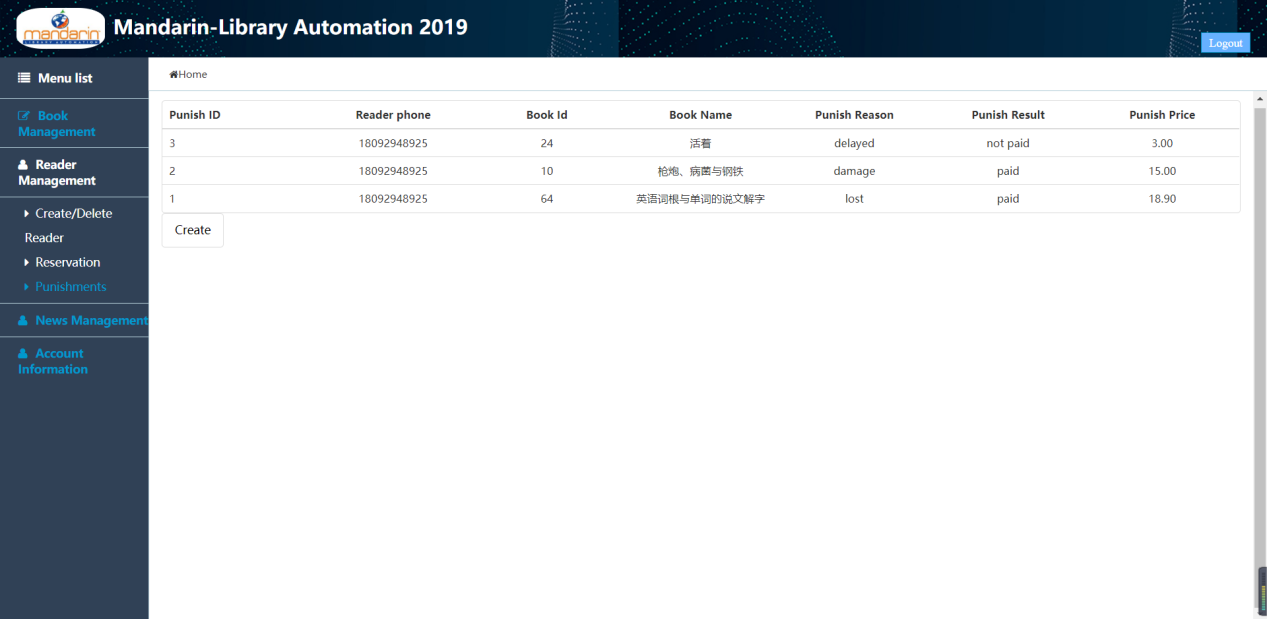 mandarin
LIBRARY AUTOMATION
Mandarin-Library Automation 2019
Logout
Menu list
Book
Management
Reader
Management
Create/Delete
Reader
Reservation
Punishments
News Management
Account
Information
Home
Punish ID Reader phone Book Id Book Name Punish Reason Punish Result Punish Price
3 18092948925 24 活着 delayed not paid 3.00
2 18092948925 10 枪炮、病菌与钢铁 damage paid 15.00
1 18092948925 64 英语词根与单词的说文解字 lost paid 18.90
Create